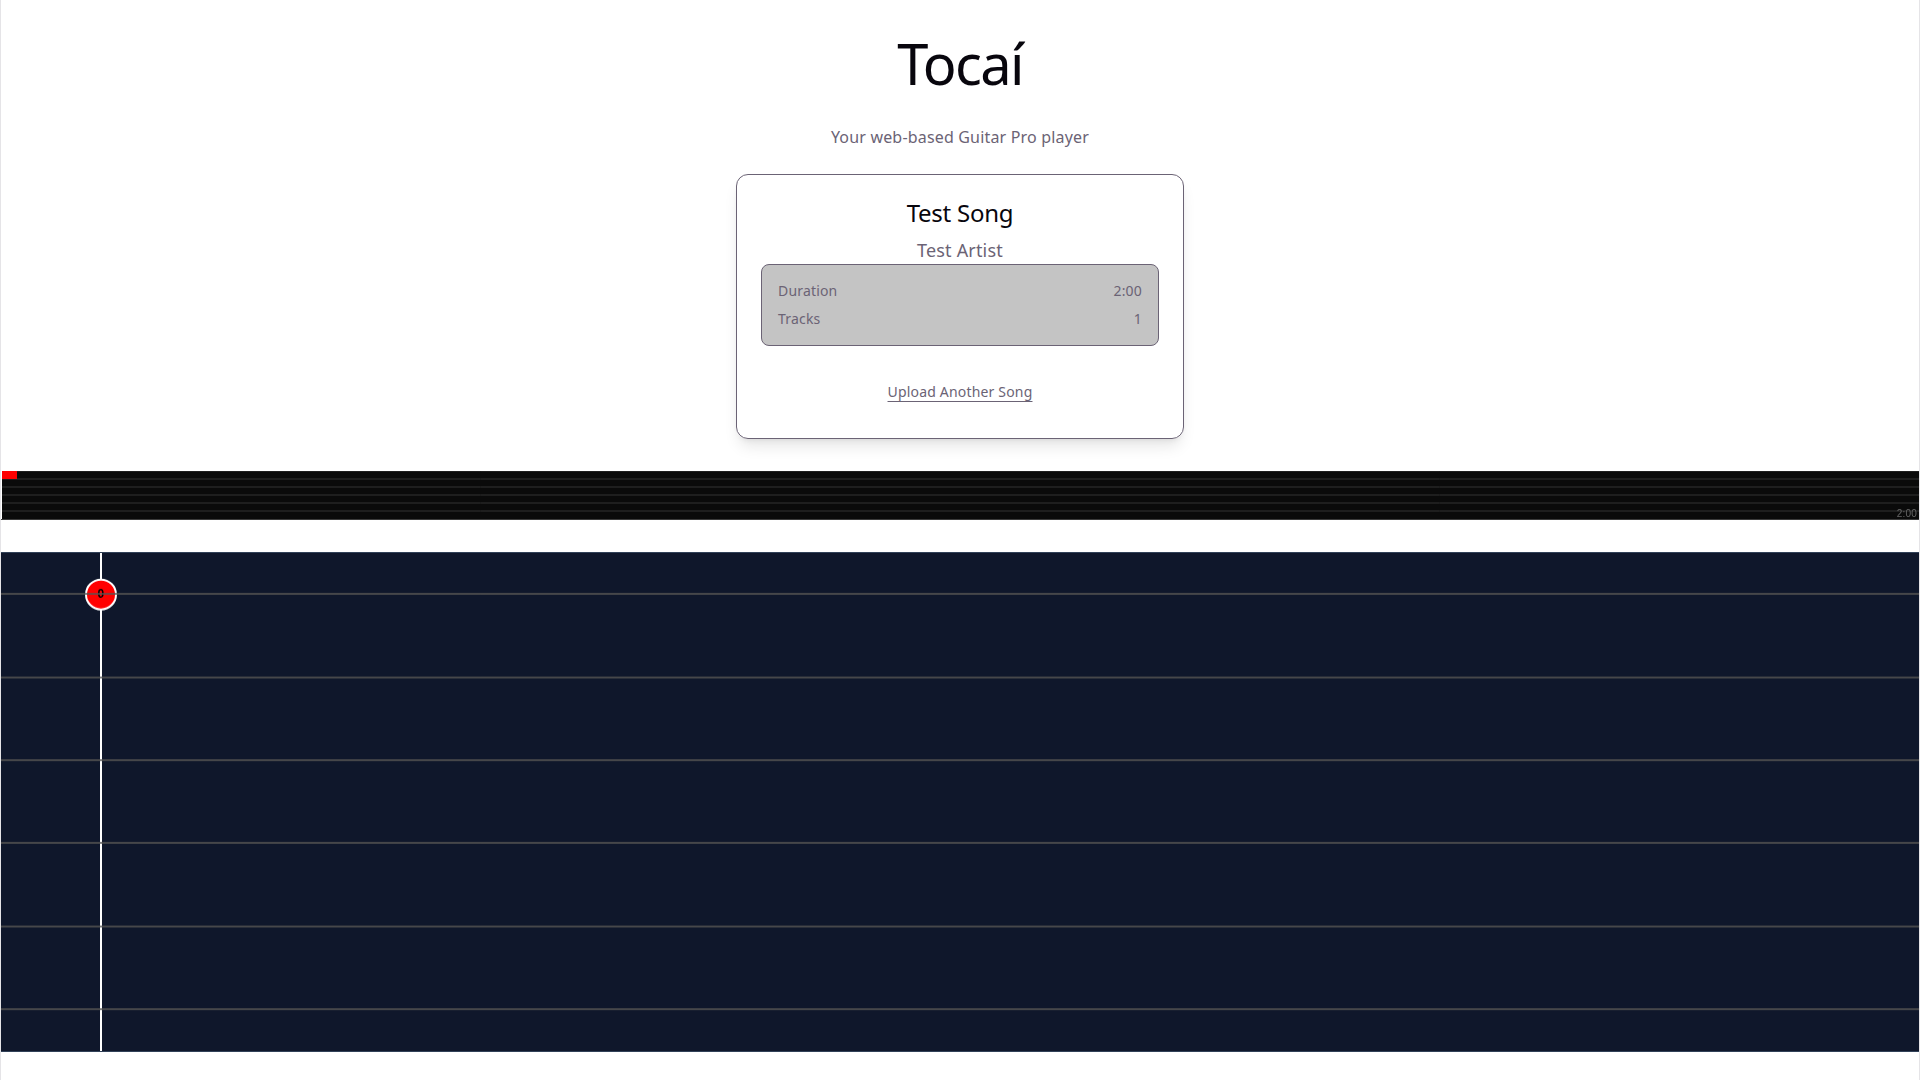 Tocaí
Your web-based Guitar Pro player
Test Song
Test Artist
Duration 2:00
Tracks 1
Upload Another Song
2:00
0